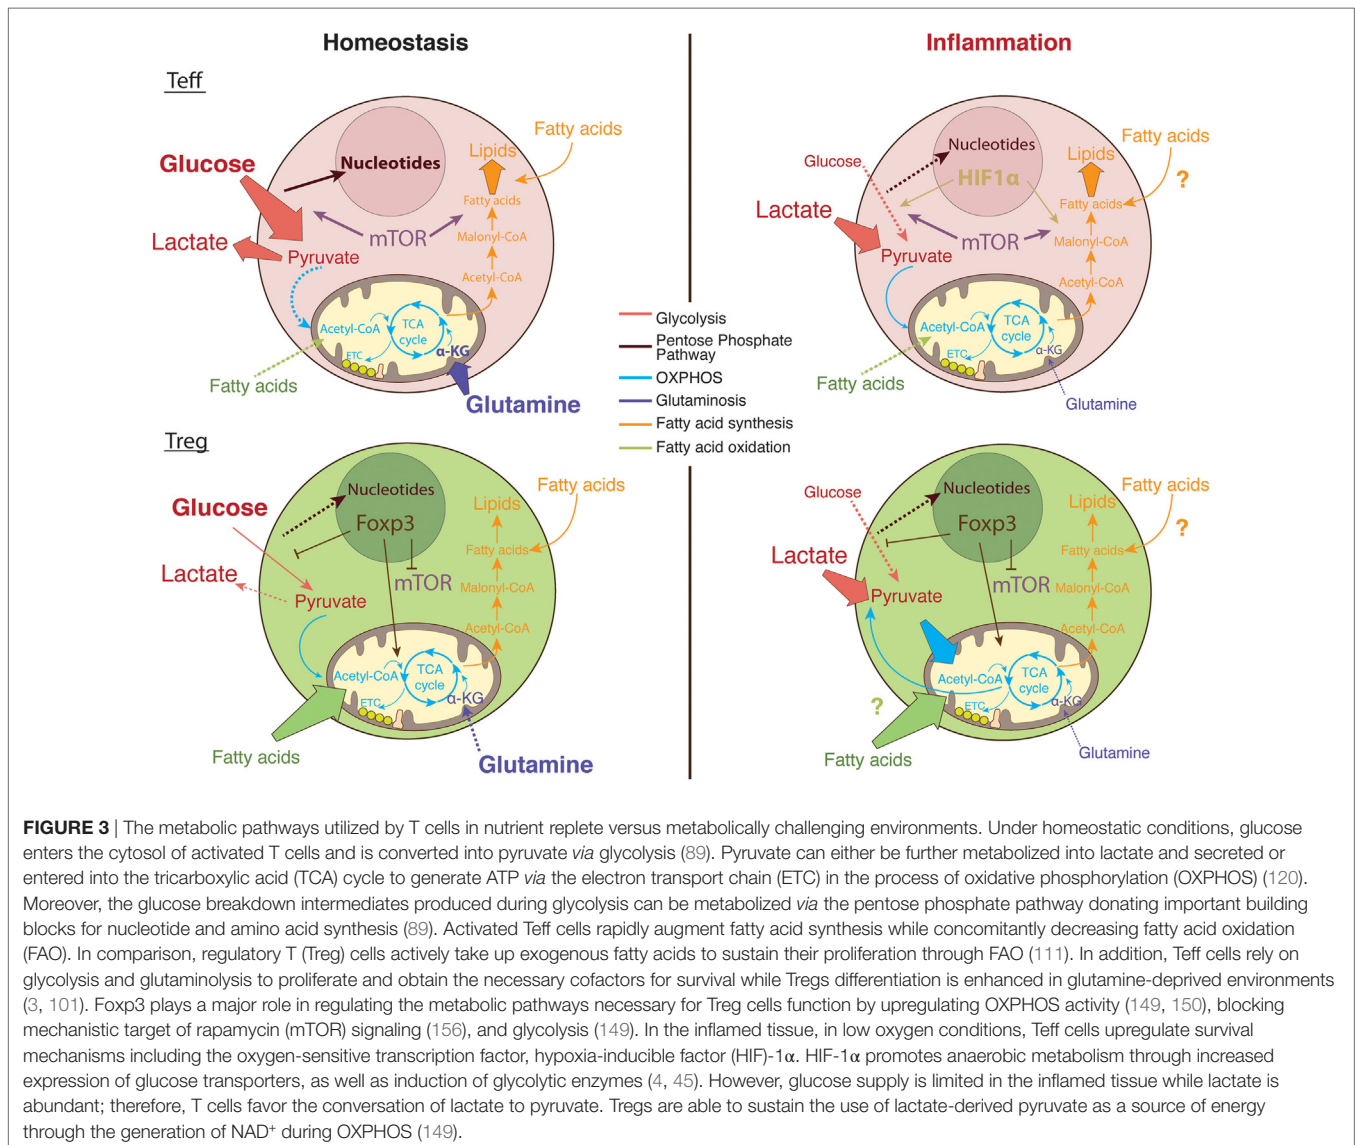 Homeostasis
Inflammation
Teff
Fatty acids
Glucose
Nucleotides
Lipids
Fatty acids
Lactate
mTOR
Malonyl-CoA
Pyruvate
Acetyl-CoA
Acetyl-CoA
TCA
cycle
ETC
α-KG
Fatty acids
Glutamine
Fatty acids
Glucose
Nucleotides
Lipids
?
HIF1α
Fatty acids
Lactate
mTOR
Malonyl-CoA
Pyruvate
Acetyl-CoA
Acetyl-CoA
TCA
cycle
ETC
α-KG
Fatty acids
Glutamine
Glycolysis
Pentose Phosphate
Pathway
OXPHOS
Glutaminosis
Fatty acid synthesis
Fatty acid oxidation
Treg
Fatty acids
Glucose
Nucleotides
Lipids
Foxp3
Fatty acids
Lactate
mTOR
Malonyl-CoA
Pyruvate
Acetyl-CoA
Acetyl-CoA
TCA
cycle
ETC
α-KG
Fatty acids
Glutamine
Fatty acids
Glucose
Nucleotides
Lipids
?
Foxp3
Fatty acids
Lactate
mTOR
Malonyl-CoA
Pyruvate
Acetyl-CoA
Acetyl-CoA
TCA
cycle
ETC
α-KG
?
Fatty acids
Glutamine
FIGURE 3 | The metabolic pathways utilized by T cells in nutrient replete versus metabolically challenging environments. Under homeostatic conditions, glucose
enters the cytosol of activated T cells and is converted into pyruvate via glycolysis (89). Pyruvate can either be further metabolized into lactate and secreted or
entered into the tricarboxylic acid (TCA) cycle to generate ATP via the electron transport chain (ETC) in the process of oxidative phosphorylation (OXPHOS) (120).
Moreover, the glucose breakdown intermediates produced during glycolysis can be metabolized via the pentose phosphate pathway donating important building
blocks for nucleotide and amino acid synthesis (89). Activated Teff cells rapidly augment fatty acid synthesis while concomitantly decreasing fatty acid oxidation
(FAO). In comparison, regulatory T (Treg) cells actively take up exogenous fatty acids to sustain their proliferation through FAO (111). In addition, Teff cells rely on
glycolysis and glutaminolysis to proliferate and obtain the necessary cofactors for survival while Tregs differentiation is enhanced in glutamine-deprived environments
(3, 101). Foxp3 plays a major role in regulating the metabolic pathways necessary for Treg cells function by upregulating OXPHOS activity (149, 150), blocking
mechanistic target of rapamycin (mTOR) signaling (156), and glycolysis (149). In the inflamed tissue, in low oxygen conditions, Teff cells upregulate survival
mechanisms including the oxygen-sensitive transcription factor, hypoxia-inducible factor (HIF)-1α. HIF-1α promotes anaerobic metabolism through increased
expression of glucose transporters, as well as induction of glycolytic enzymes (4, 45). However, glucose supply is limited in the inflamed tissue while lactate is
abundant; therefore, T cells favor the conversation of lactate to pyruvate. Tregs are able to sustain the use of lactate-derived pyruvate as a source of energy
through the generation of NAD⁺ during OXPHOS (149).